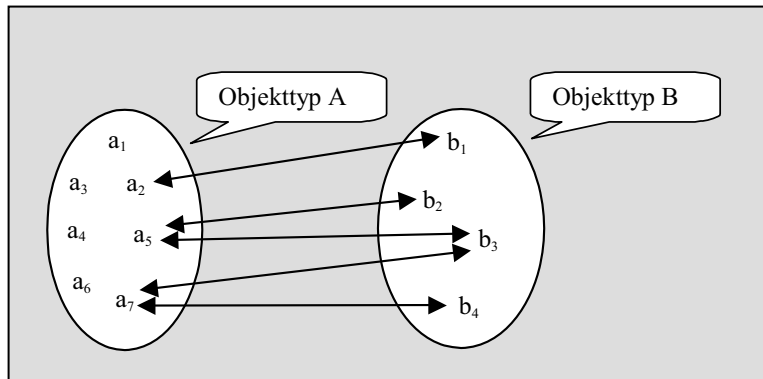 Objekttyp A
Objekttyp B
a₁
b₁
a₃ a₂
b₂
a₄ a₅
b₃
a₆
a₇
b₄